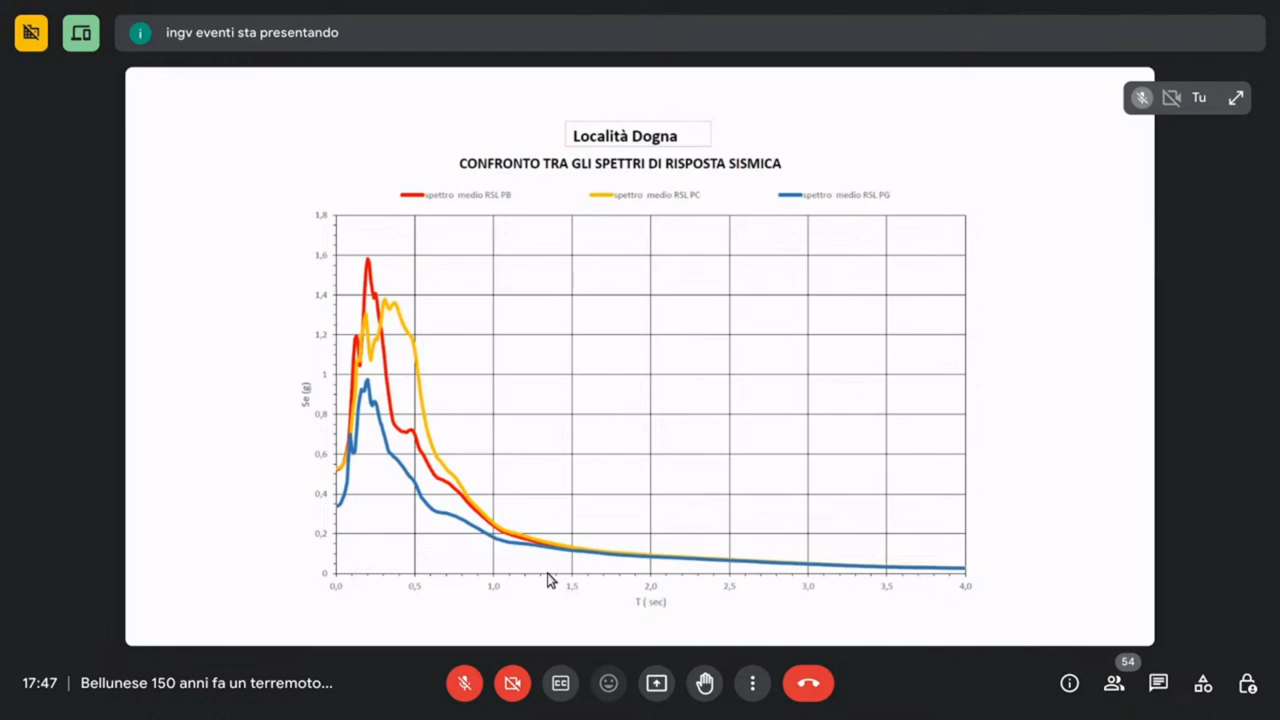 ingv eventi sta presentando
Tu
Località Dogna
CONFRONTO TRA GLI SPETTRI DI RISPOSTA SISMICA
spettro medio RSL PB
spettro medio RSL PC
spettro medio RSL PG
1,8
1,6
1,4
1,2
1
0,8
0,6
0,4
0,2
0
Se (g)
0,0 0,5 1,0 1,5 2,0 2,5 3,0 3,5 4,0
T ( sec)
17:47 | Bellunese 150 anni fa un terremoto...
54